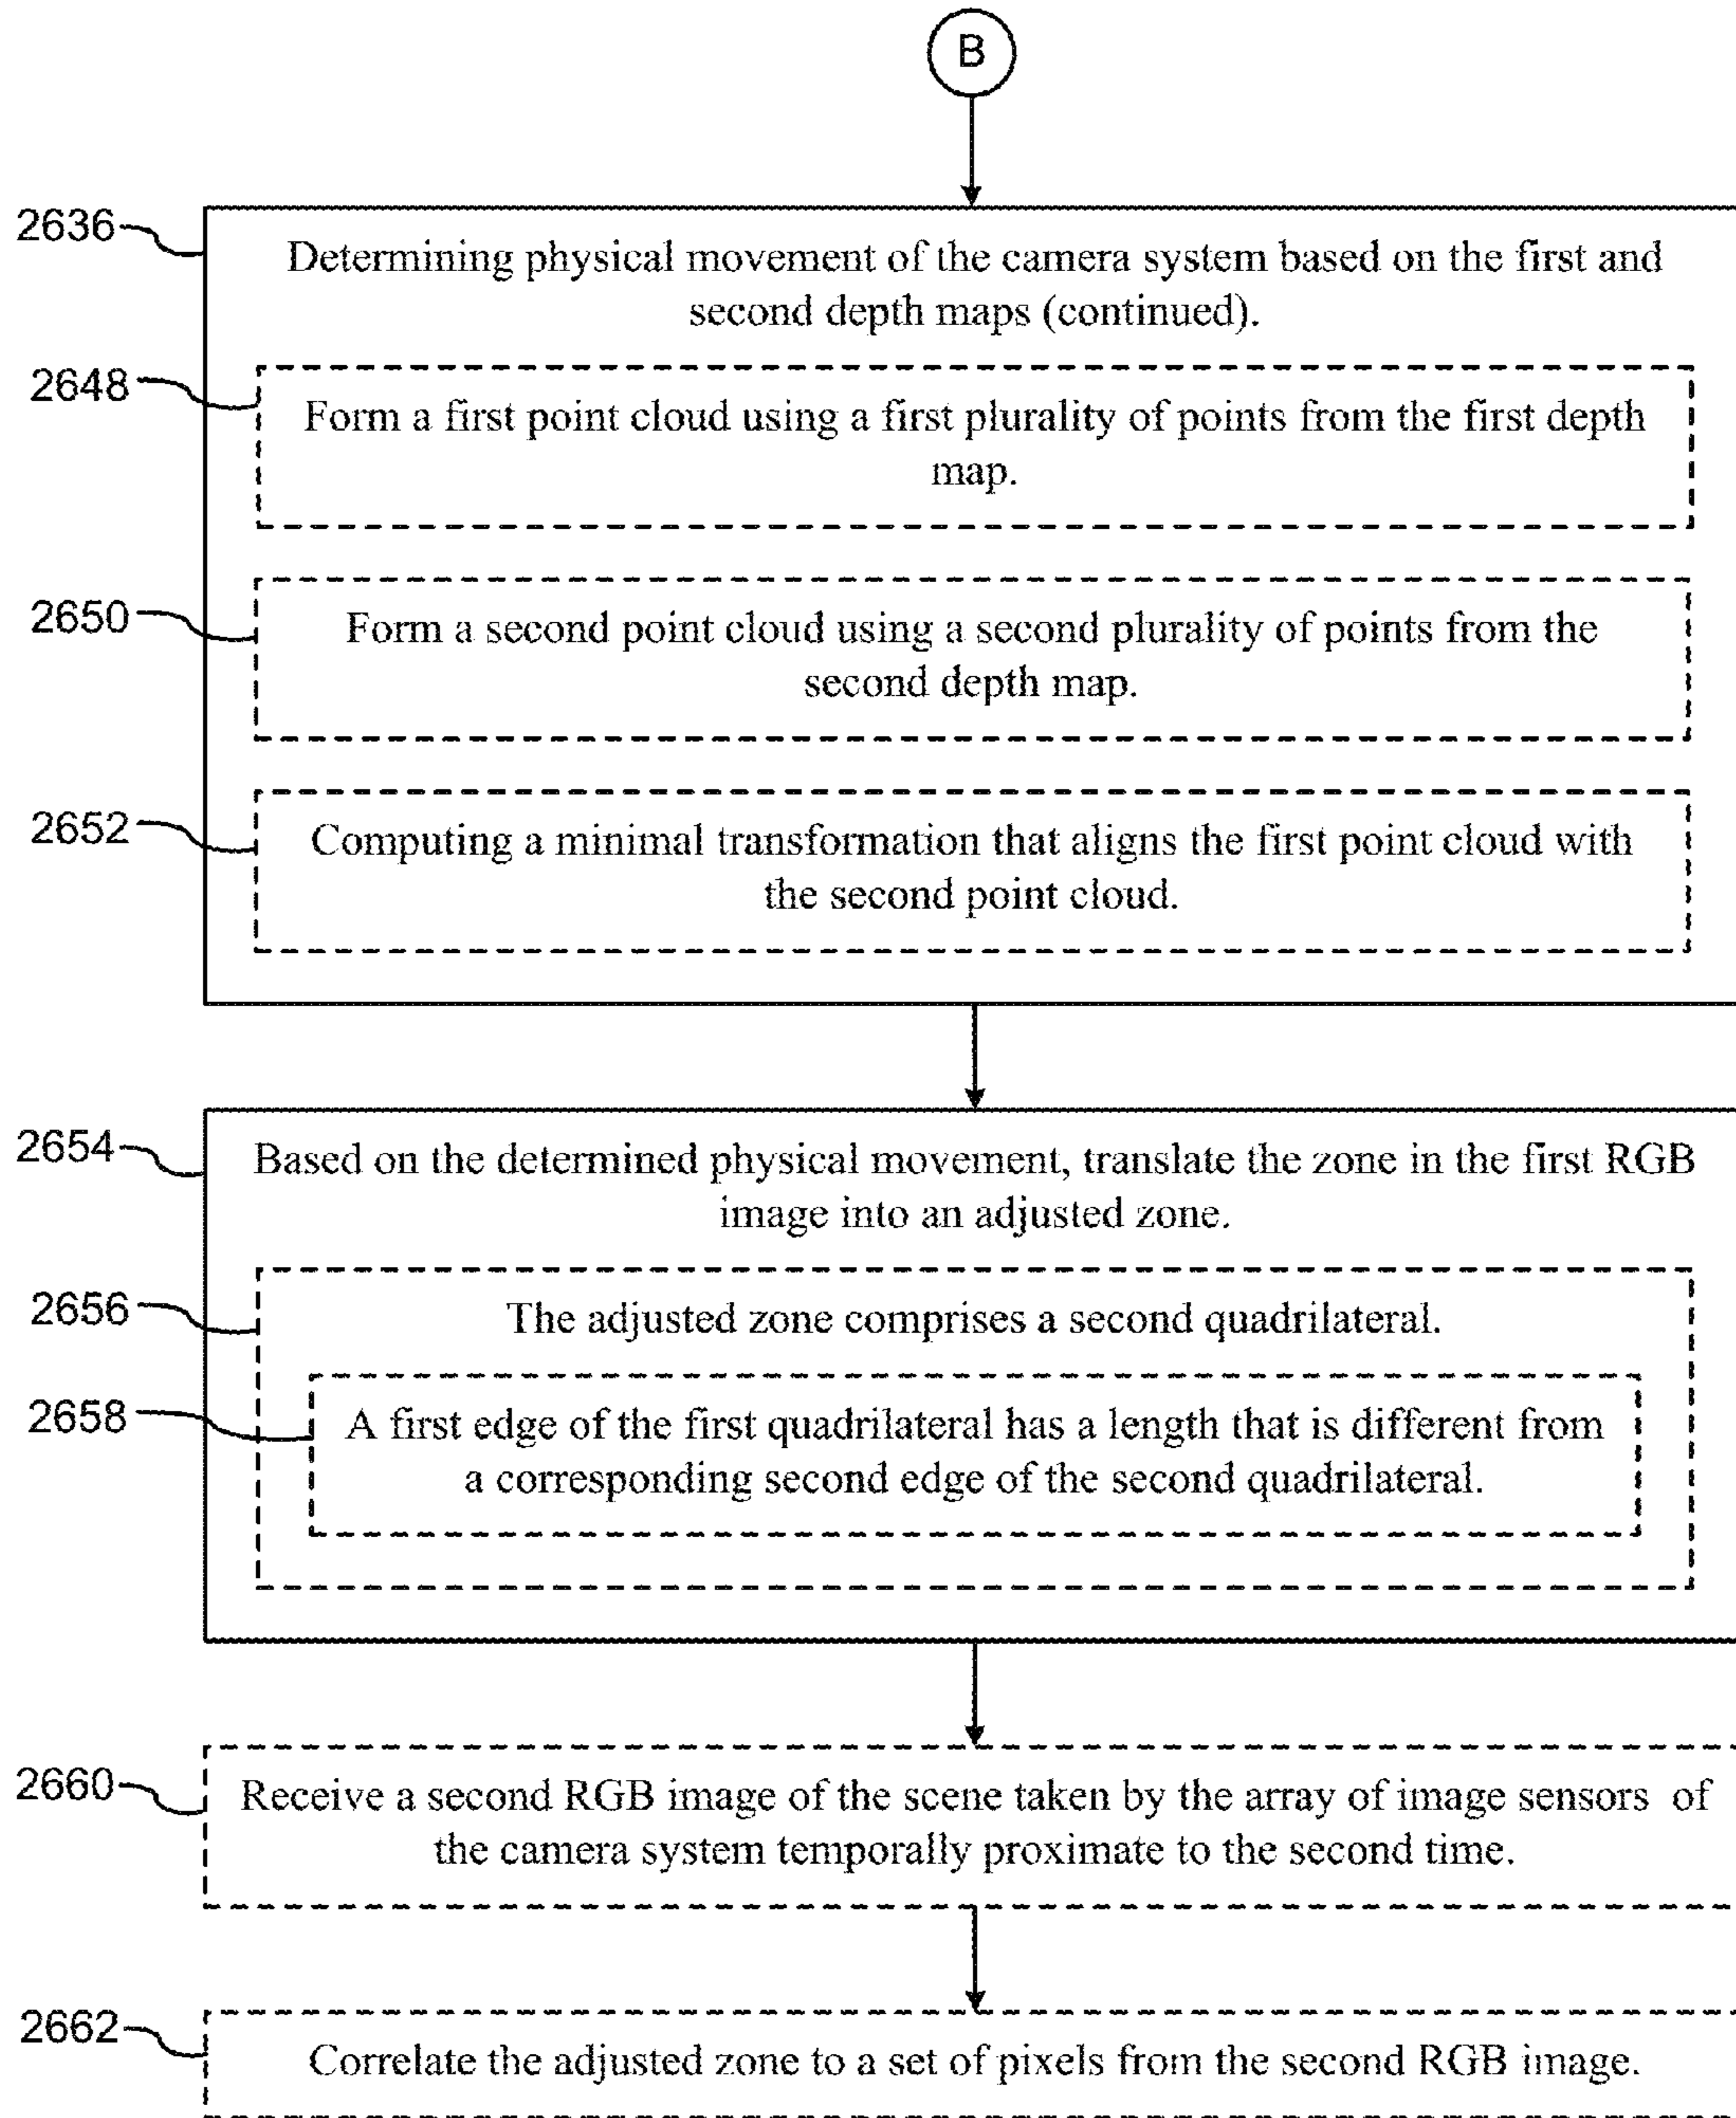 B
2636
Determining physical movement of the camera system based on the first and
second depth maps (continued).
2648
Form a first point cloud using a first plurality of points from the first depth
map.
2650
Form a second point cloud using a second plurality of points from the
second depth map.
2652
Computing a minimal transformation that aligns the first point cloud with
the second point cloud.
2654
Based on the determined physical movement, translate the zone in the first RGB
image into an adjusted zone.
2656
The adjusted zone comprises a second quadrilateral.
2658
A first edge of the first quadrilateral has a length that is different from
a corresponding second edge of the second quadrilateral.
2660
Receive a second RGB image of the scene taken by the array of image sensors of
the camera system temporally proximate to the second time.
2662
Correlate the adjusted zone to a set of pixels from the second RGB image.